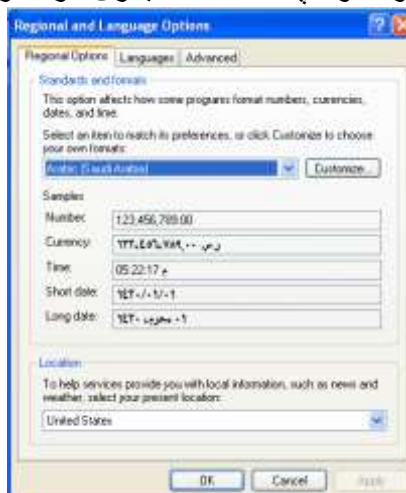 Regional and Language Options
Regional Options Languages Advanced
Standards and formats
This option affects how some programs format numbers, currencies, dates, and time.
Select an item to match its preferences, or click Customize to choose your own formats:
Arabic (Saudi Arabia) Customize...
Samples
Number: 123,456,789.00
Currency:
Time: 05:22:17 م
Short date:
Long date:
Location
To help services provide you with local information, such as news and weather, select your present location:
United States
OK Cancel Apply